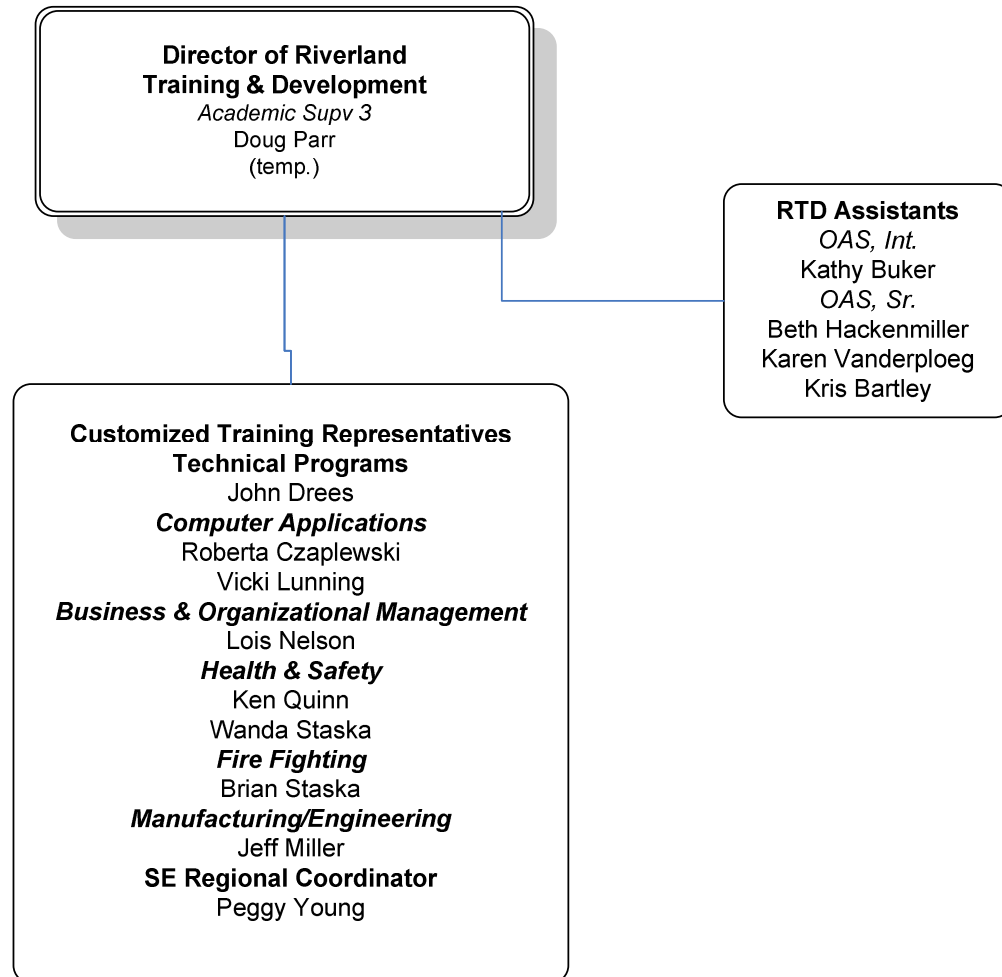 Director of Riverland
Training & Development
Academic Supv 3
Doug Parr
(temp.)
RTD Assistants
OAS, Int.
Kathy Buker
OAS, Sr.
Beth Hackenmiller
Karen Vanderploeg
Kris Bartley
Customized Training Representatives
Technical Programs
John Drees
Computer Applications
Roberta Czaplewski
Vicki Lunning
Business & Organizational Management
Lois Nelson
Health & Safety
Ken Quinn
Wanda Staska
Fire Fighting
Brian Staska
Manufacturing/Engineering
Jeff Miller
SE Regional Coordinator
Peggy Young